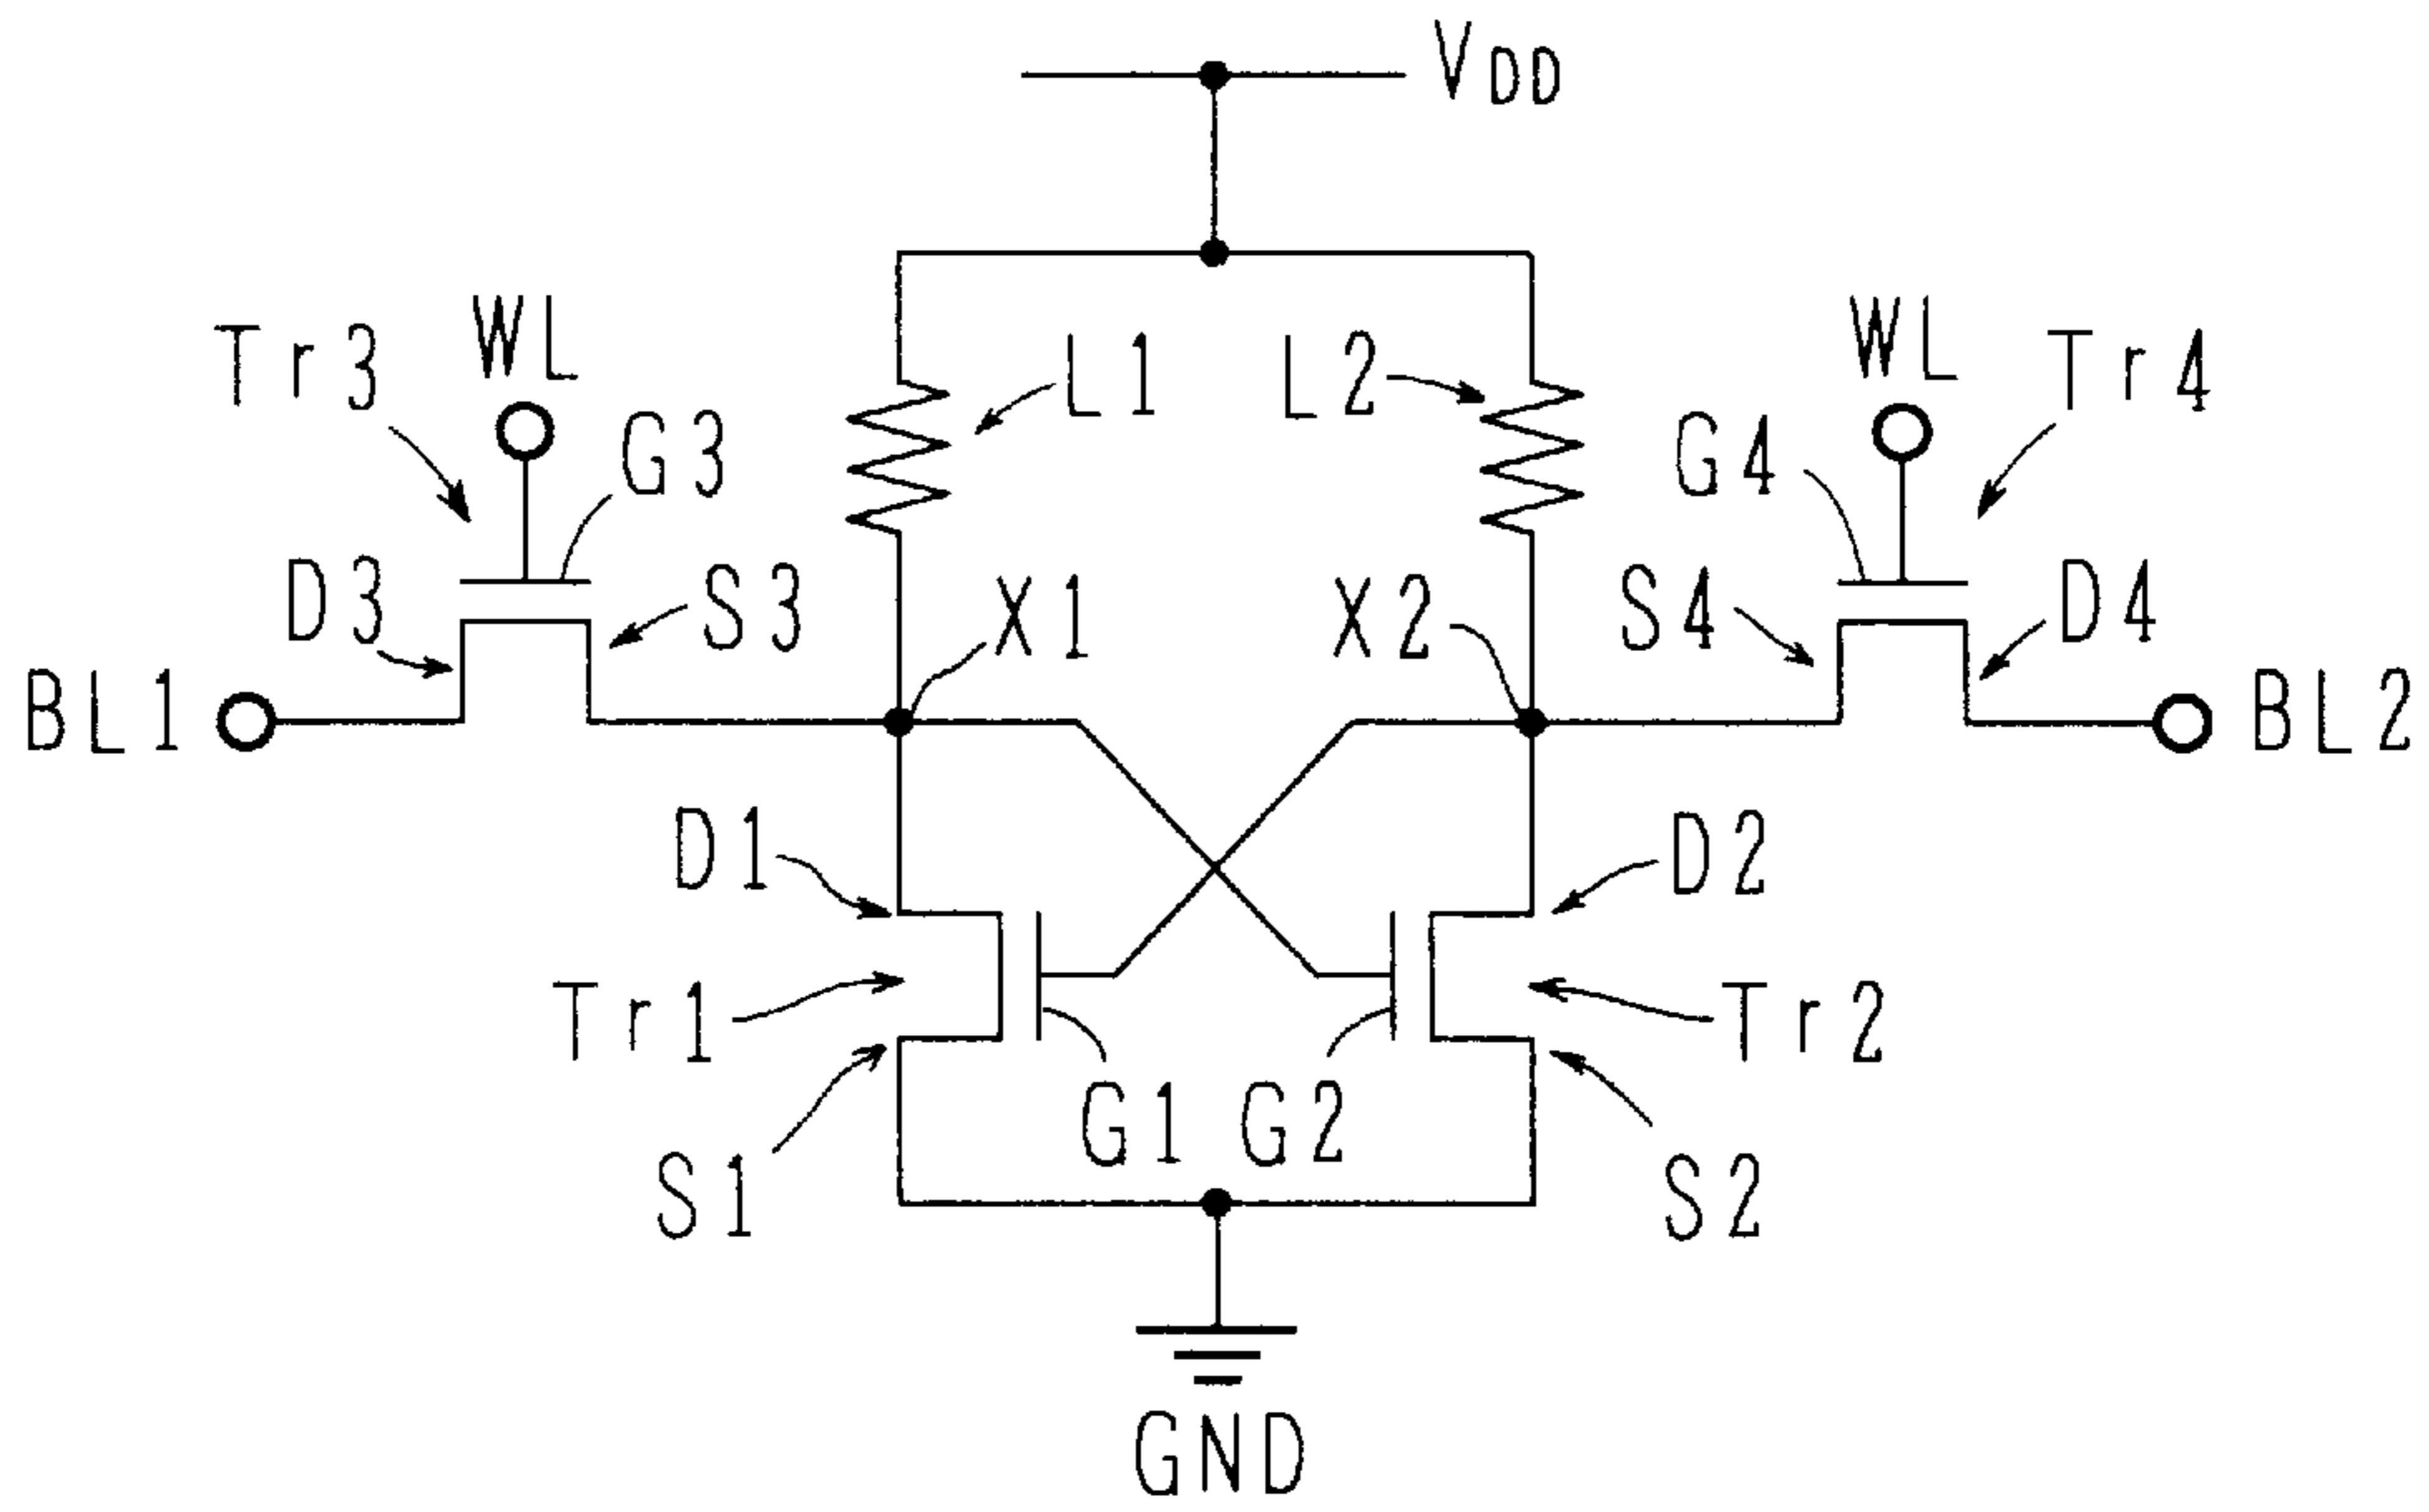 VDD
WL
WL
Tr3
L1
L2
Tr4
G3
G4
D3
S3
X1
X2
S4
D4
BL1
BL2
D1
D2
Tr1
Tr2
G1
G2
S1
S2
GND